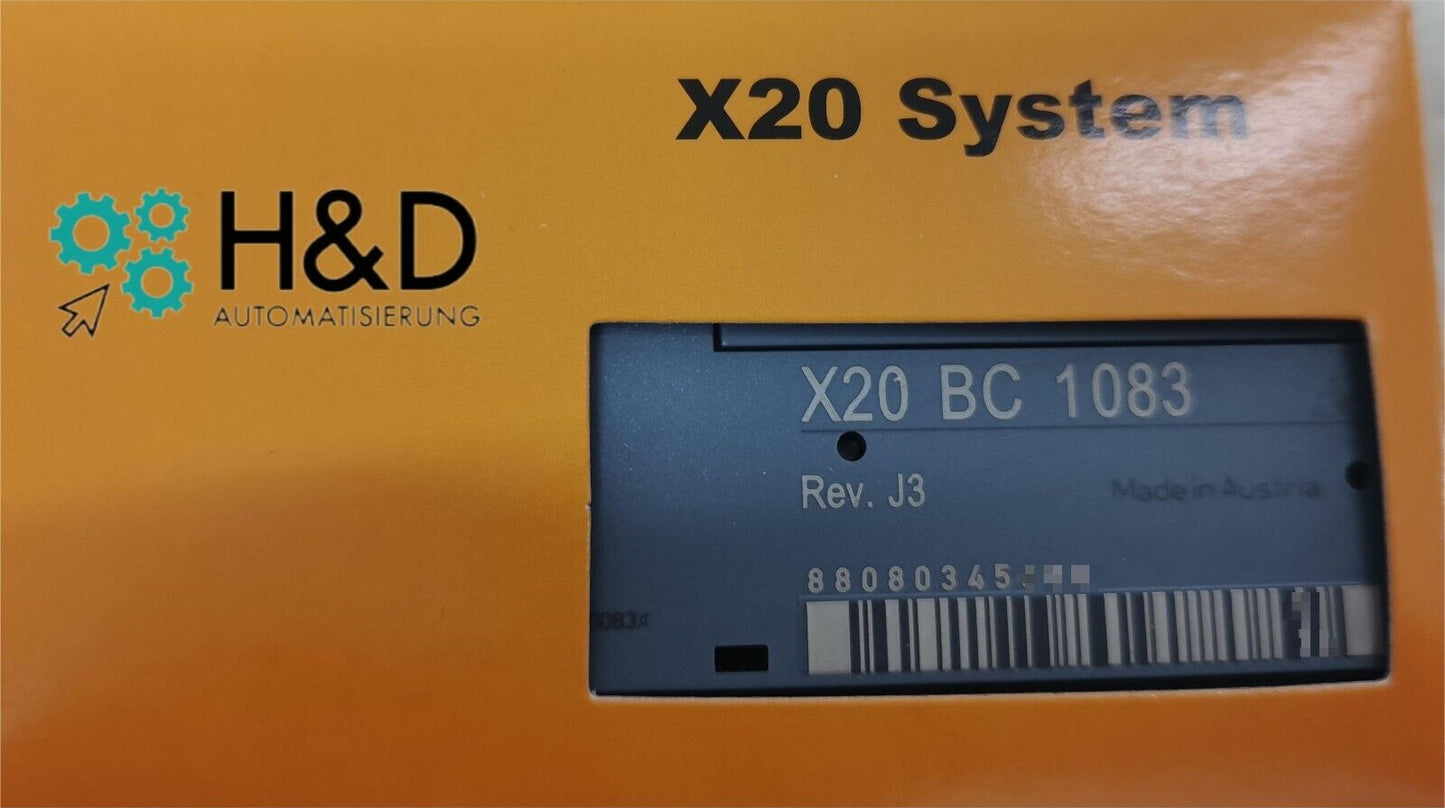 X20 System
H&D
AUTOMATISIERUNG
X20 BC 1083
Rev. J3
Made in Austria
88080345